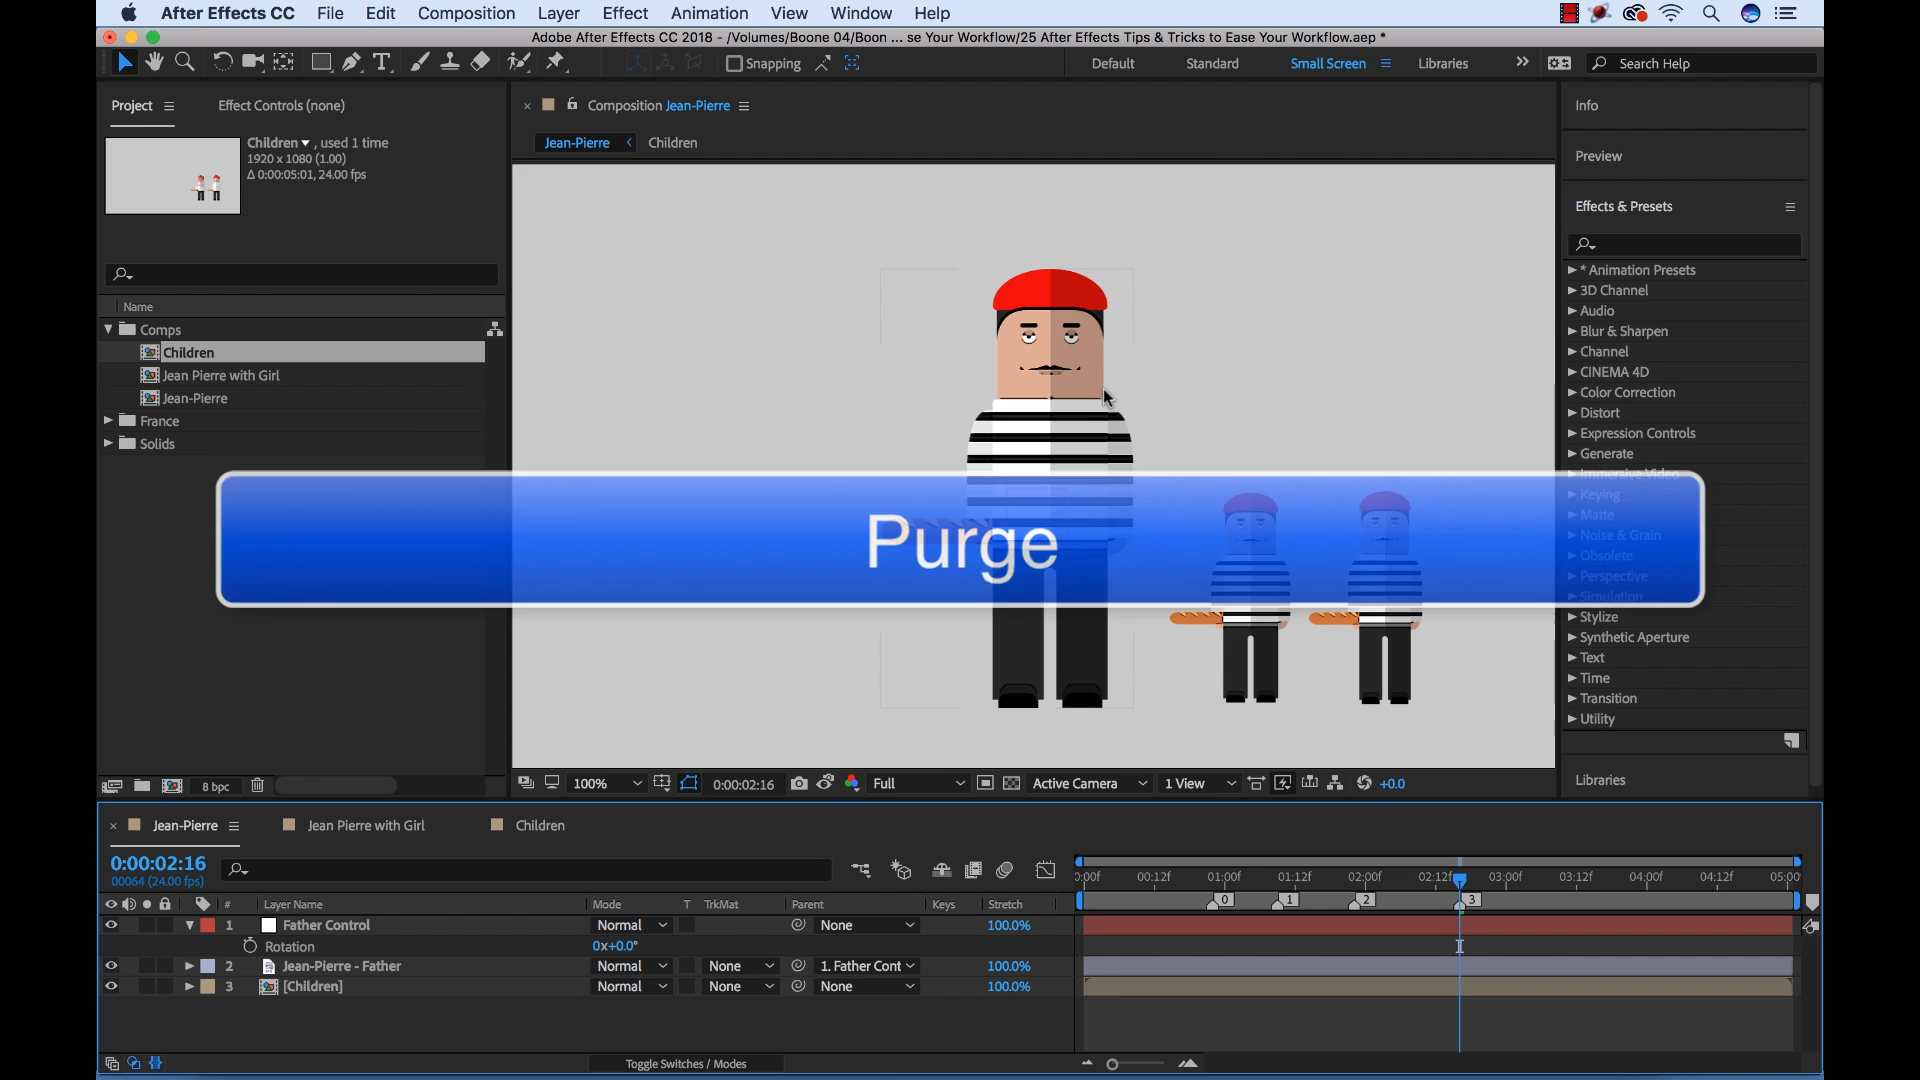 After Effects CC File Edit Composition Layer Effect Animation View Window Help
Adobe After Effects CC 2018 - /Volumes/Boone 04/Boon ... se Your Workflow/25 After Effects Tips & Tricks to Ease Your Workflow.aep *
Snapping Default Standard Small Screen Libraries >> Search Help
Project Effect Controls (none)
Children , used 1 time
1920 x 1080 (1.00)
Δ 0:00:05:01, 24.00 fps
Name
Comps
Children
Jean Pierre with Girl
Jean-Pierre
France
Solids
8 bpc
Composition Jean-Pierre
Jean-Pierre Children
Purge
100% 0:00:02:16 Full Active Camera 1 View +0.0
Info
Preview
Effects & Presets
* Animation Presets
3D Channel
Audio
Blur & Sharpen
Channel
CINEMA 4D
Color Correction
Distort
Expression Controls
Generate
Immersive Video
Keying
Matte
Noise & Grain
Obsolete
Perspective
Simulation
Stylize
Synthetic Aperture
Text
Time
Transition
Utility
Libraries
Jean-Pierre Jean Pierre with Girl Children
0:00:02:16
00064 (24.00 fps)
:00f 00:12f 01:00f 01:12f 02:00f 02:12f 03:00f 03:12f 04:00f 04:12f 05:00
# Layer Name Mode T TrkMat Parent Keys Stretch 0 1 2 3
1 Father Control Normal None 100.0%
Rotation 0x+0.0°
2 Jean-Pierre - Father Normal None 1. Father Cont 100.0%
3 [Children] Normal None None 100.0%
Toggle Switches / Modes